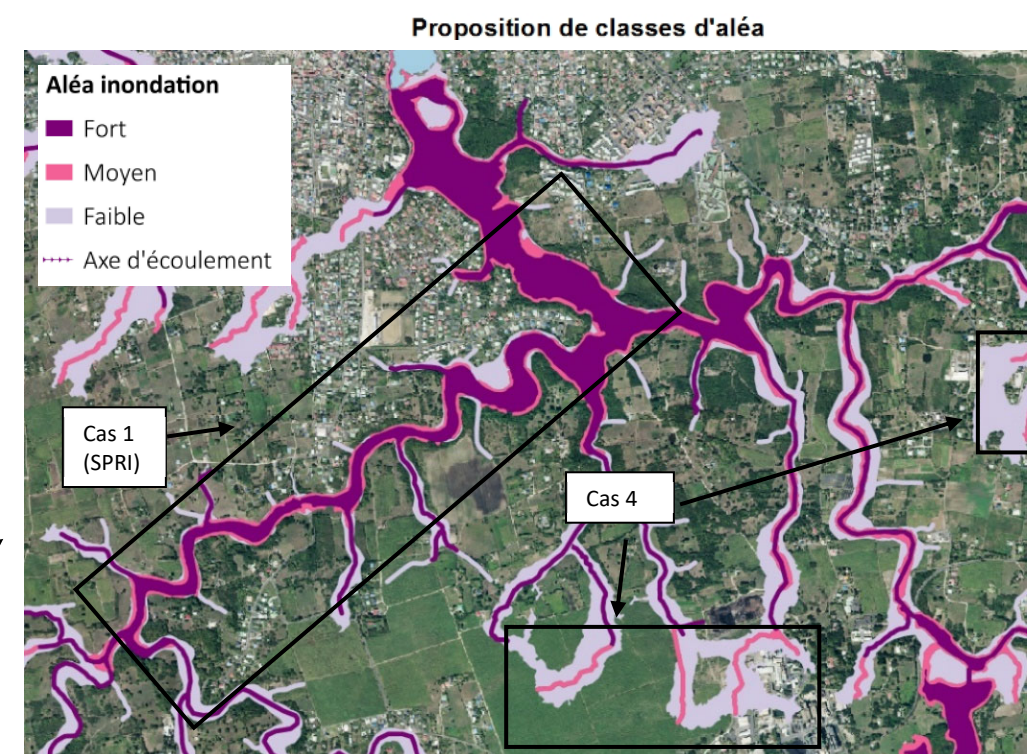 Proposition de classes d'aléa
Aléa inondation
Fort
Moyen
Faible
Axe d'écoulement
Cas 1
(SPRI)
Cas 4